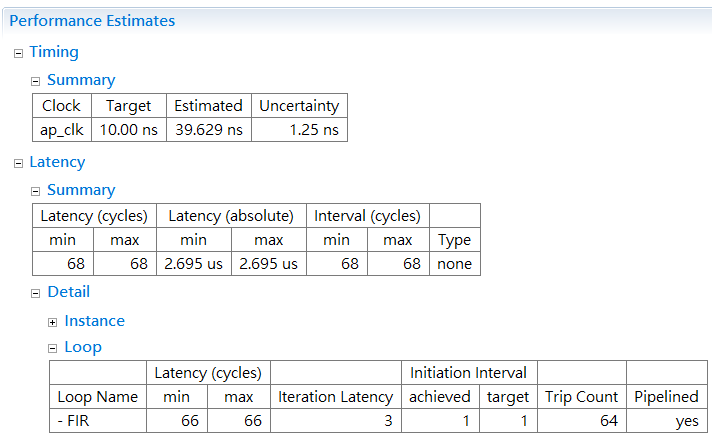 Performance Estimates
Timing
Summary
Clock Target Estimated Uncertainty
ap_clk 10.00 ns 39.629 ns 1.25 ns
Latency
Summary
Latency (cycles) Latency (absolute) Interval (cycles)
min max min max min max Type
68 68 2.695 us 2.695 us 68 68 none
Detail
Instance
Loop
Latency (cycles) Initiation Interval
Loop Name min max Iteration Latency achieved target Trip Count Pipelined
- FIR 66 66 3 1 1 64 yes